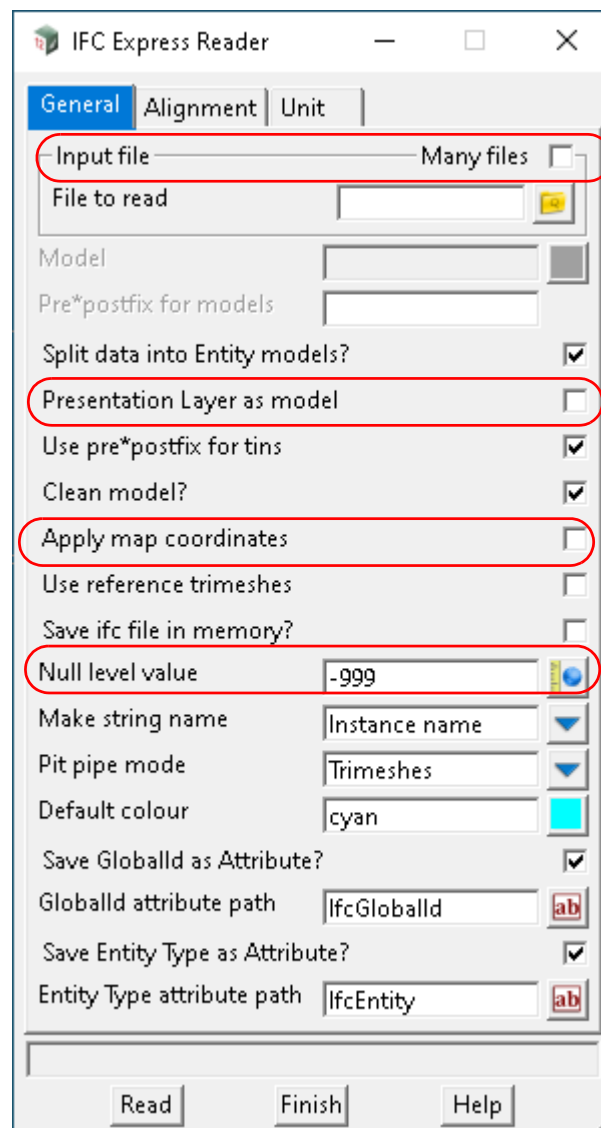 IFC Express Reader
General Alignment Unit
Input file Many files
File to read
Model
Pre*postfix for models
Split data into Entity models?
Presentation Layer as model
Use pre*postfix for tins
Clean model?
Apply map coordinates
Use reference trimeshes
Save ifc file in memory?
Null level value -999
Make string name Instance name
Pit pipe mode Trimeshes
Default colour cyan
Save GlobalId as Attribute?
GlobalId attribute path IfcGlobalId ab
Save Entity Type as Attribute?
Entity Type attribute path IfcEntity ab
Read Finish Help